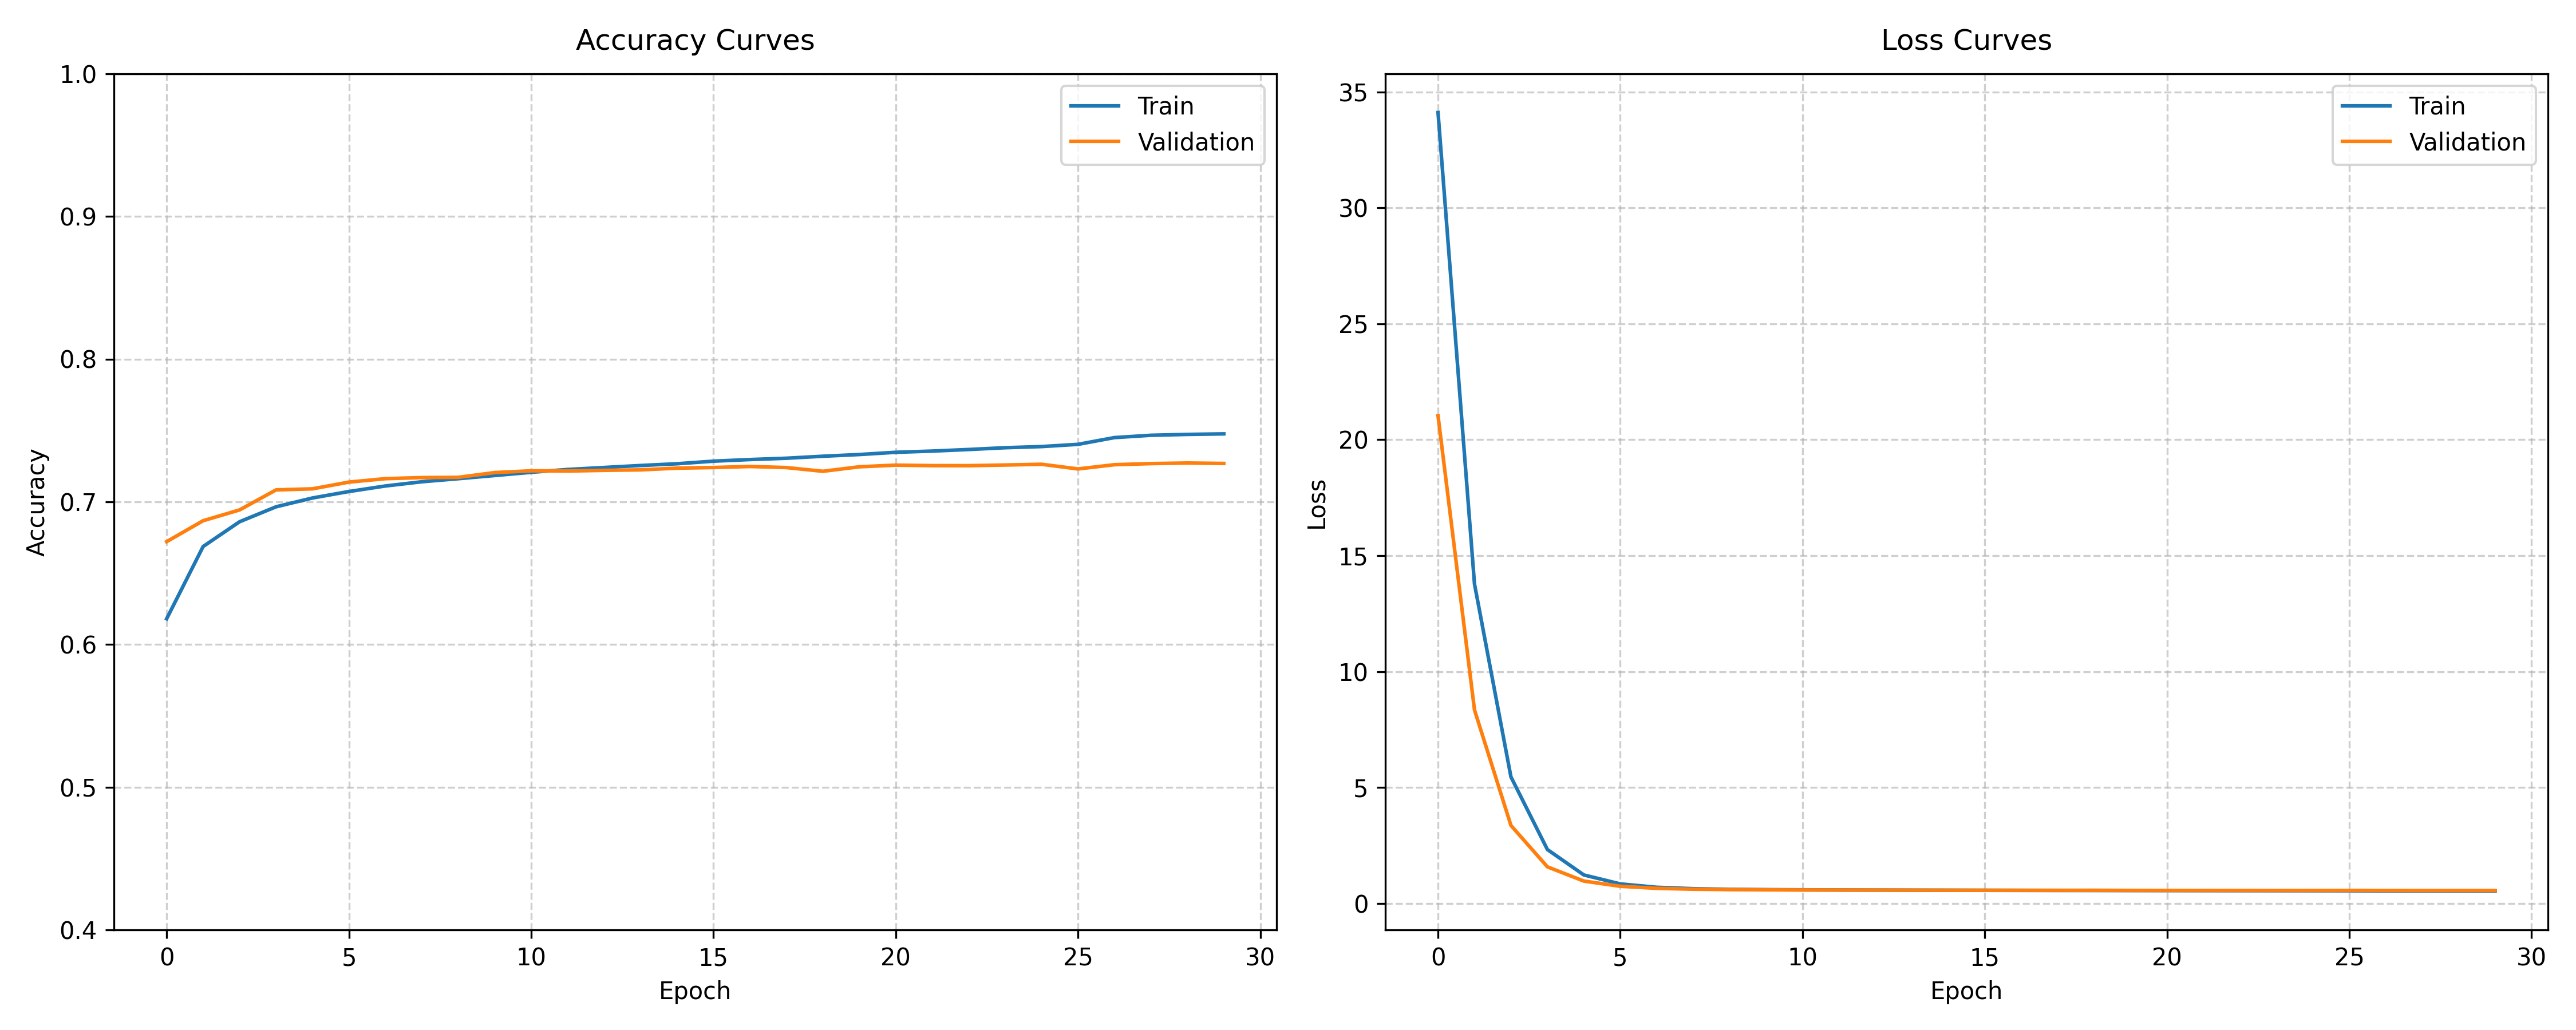 Accuracy Curves
1.0
0.9
0.8
0.7
0.6
0.5
0.4
Accuracy
Train
Validation
0 5 10 15 20 25 30
Epoch
Loss Curves
35
30
25
20
15
10
5
0
Loss
Train
Validation
0 5 10 15 20 25 30
Epoch